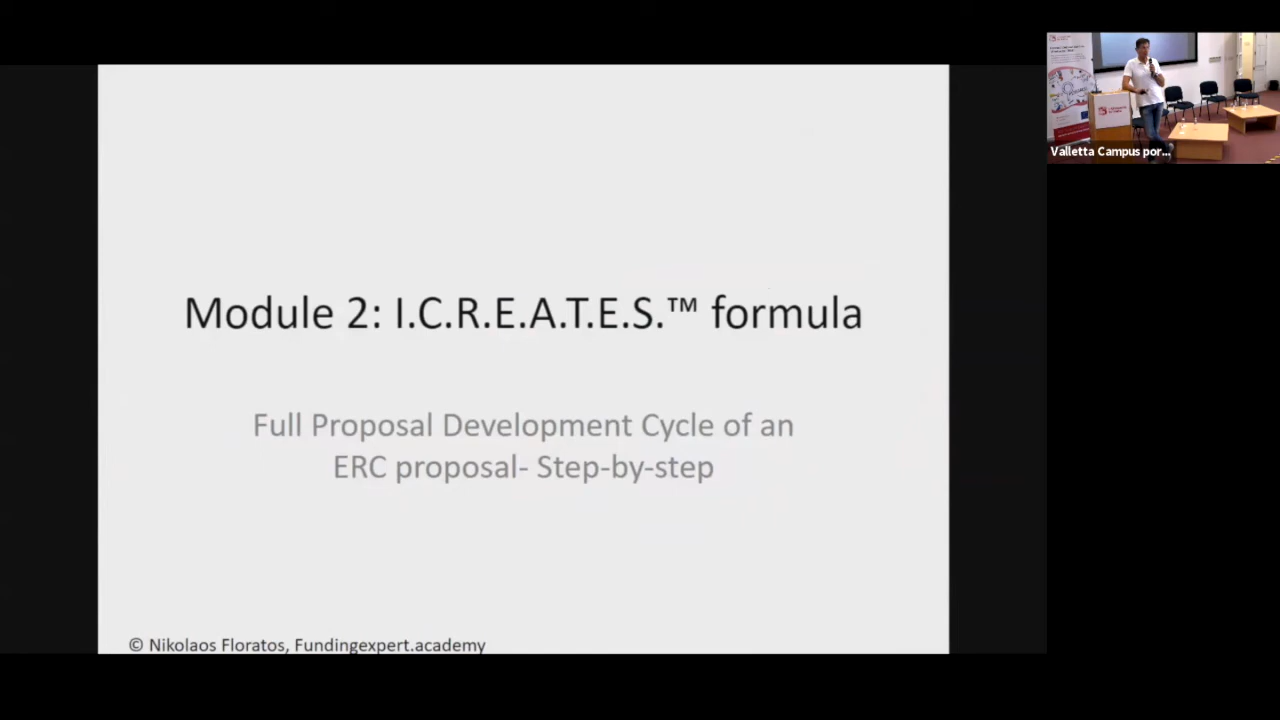 Module 2: I.C.R.E.A.T.E.S.™ formula
Full Proposal Development Cycle of an
ERC proposal- Step-by-step
© Nikolaos Floratos, Fundingexpert.academy
Valletta Campus por...